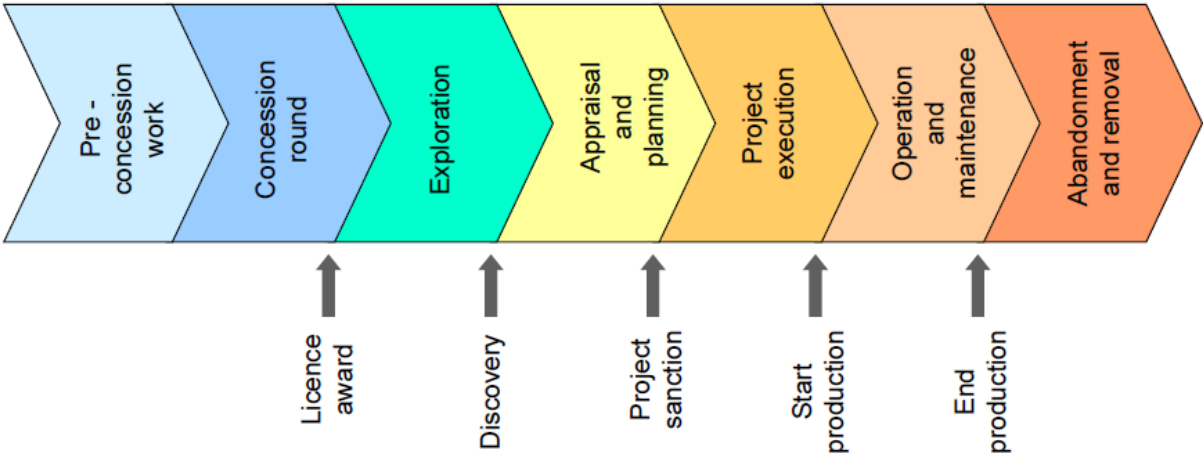 Pre -
concession
work
Concession
round
Exploration
Appraisal
and
planning
Project
execution
Operation
and
maintenance
Abandonment
and removal
Licence
award
Discovery
Project
sanction
Start
production
End
production